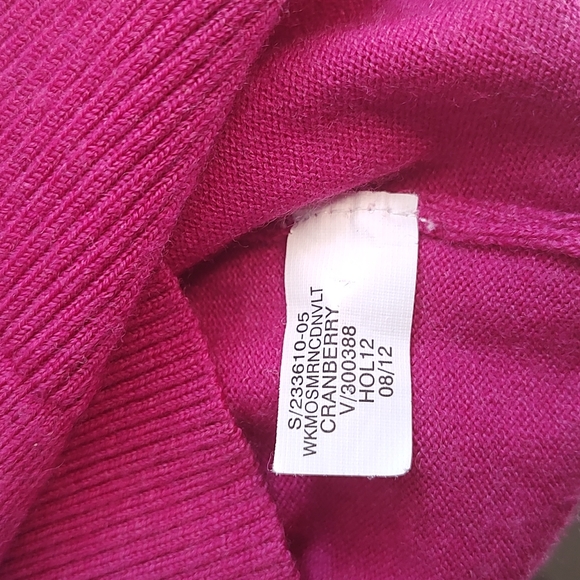 S/233610-05
WKMOSMRNCDNVLT
CRANBERRY
V/300388
HOL12
08/12